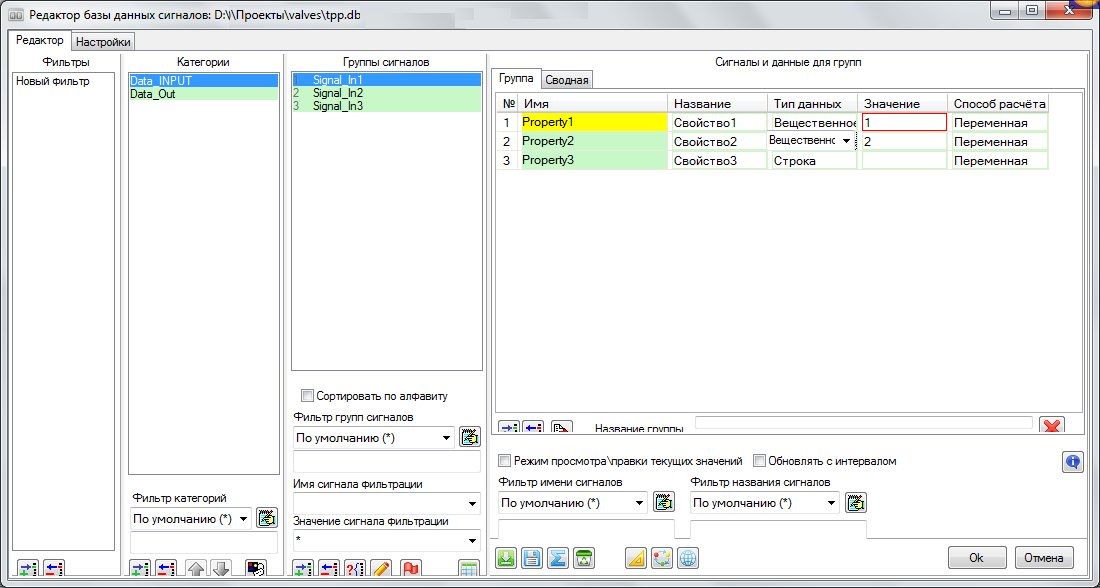 Редактор базы данных сигналов: D:\\Проекты\valves\tpp.db
Редактор
Настройки
Фильтры
Новый фильтр
Категории
Data_INPUT
Data_Out
Фильтр категорий
По умолчанию (*)
Группы сигналов
1 Signal_In1
2 Signal_In2
3 Signal_In3
Сортировать по алфавиту
Фильтр групп сигналов
По умолчанию (*)
Имя сигнала фильтрации
Значение сигнала фильтрации
*
Сигналы и данные для групп
Группа
Сводная
№ Имя Название Тип данных Значение Способ расчёта
1 Property1 Свойство1 Вещественное 1 Переменная
2 Property2 Свойство2 Вещественнс 2 Переменная
3 Property3 Свойство3 Строка Переменная
Название группы
Режим просмотра\правки текущих значений
Обновлять с интервалом
Фильтр имени сигналов
По умолчанию (*)
Фильтр названия сигналов
По умолчанию (*)
Ok
Отмена